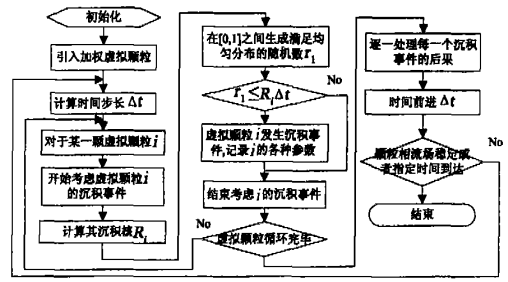 初始化
引入加权虚拟颗粒
计算时间步长 Δt
对于某一颗虚拟颗粒 i
开始考虑虚拟颗粒 i
的沉积事件
计算其沉积核 Ri
在[0,1]之间生成满足均
匀分布的随机数 r1
r1≤RiΔt
No
虚拟颗粒 i 发生沉积事
件,记录 i 的各种参数
结束考虑 i 的沉积事件
No
虚拟颗粒循环完毕
逐一处理每一个沉积
事件的后果
时间前进 Δt
No
颗粒相流场稳定或
者指定时间到达
结束